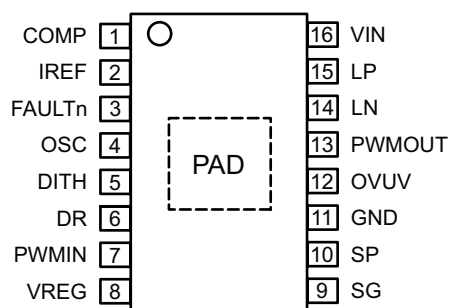 COMP 1 16 VIN
IREF 2 15 LP
FAULTn 3 14 LN
OSC 4 13 PWMOUT
DITH 5 PAD 12 OVUV
DR 6 11 GND
PWMIN 7 10 SP
VREG 8 9 SG